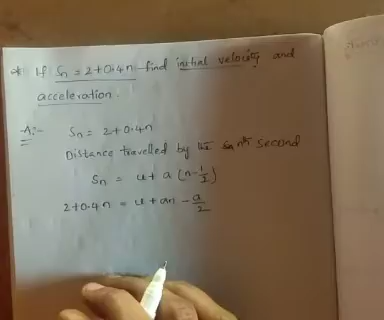 * If Sn = 2+0.4n find initial velocity and
acceleration.
A:- Sn = 2+0.4n
Distance travelled by the nth second
Sn = u + a (n - 1/2)
2+0.4n = u + an - a/2